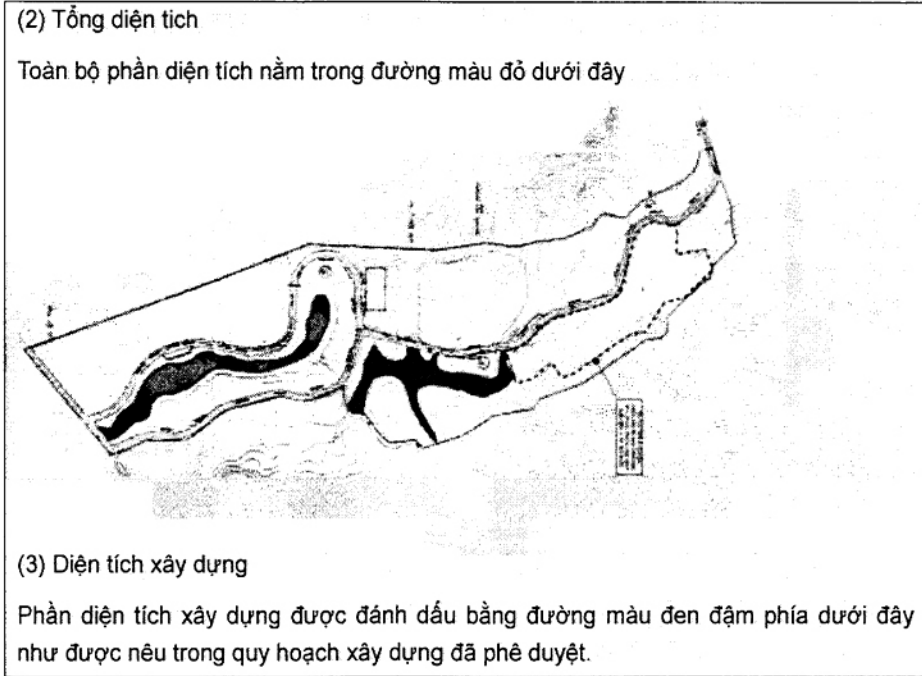 (2) Tổng diện tich
Toàn bộ phần diện tích nằm trong đường màu đỏ dưới đây
(3) Diện tích xây dựng
Phần diện tích xây dựng được đánh dấu bằng đường màu đen đậm phía dưới đây
như được nêu trong quy hoạch xây dựng đã phê duyệt.